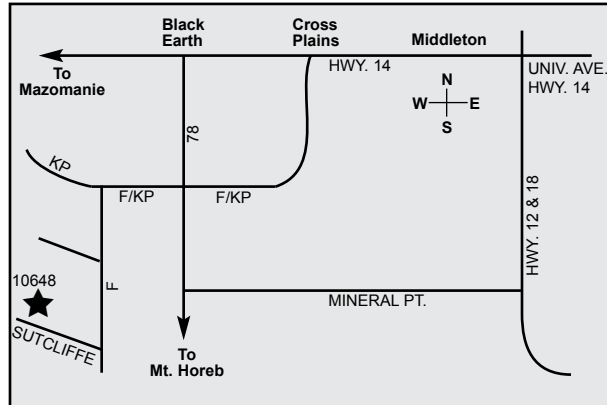 Black
Earth
Cross
Plains
Middleton
To
Mazomanie
HWY. 14
UNIV. AVE.
HWY. 14
N
W E
S
78
KP
F/KP
F/KP
HWY. 12 & 18
10648
F
MINERAL PT.
SUTCLIFFE
To
Mt. Horeb